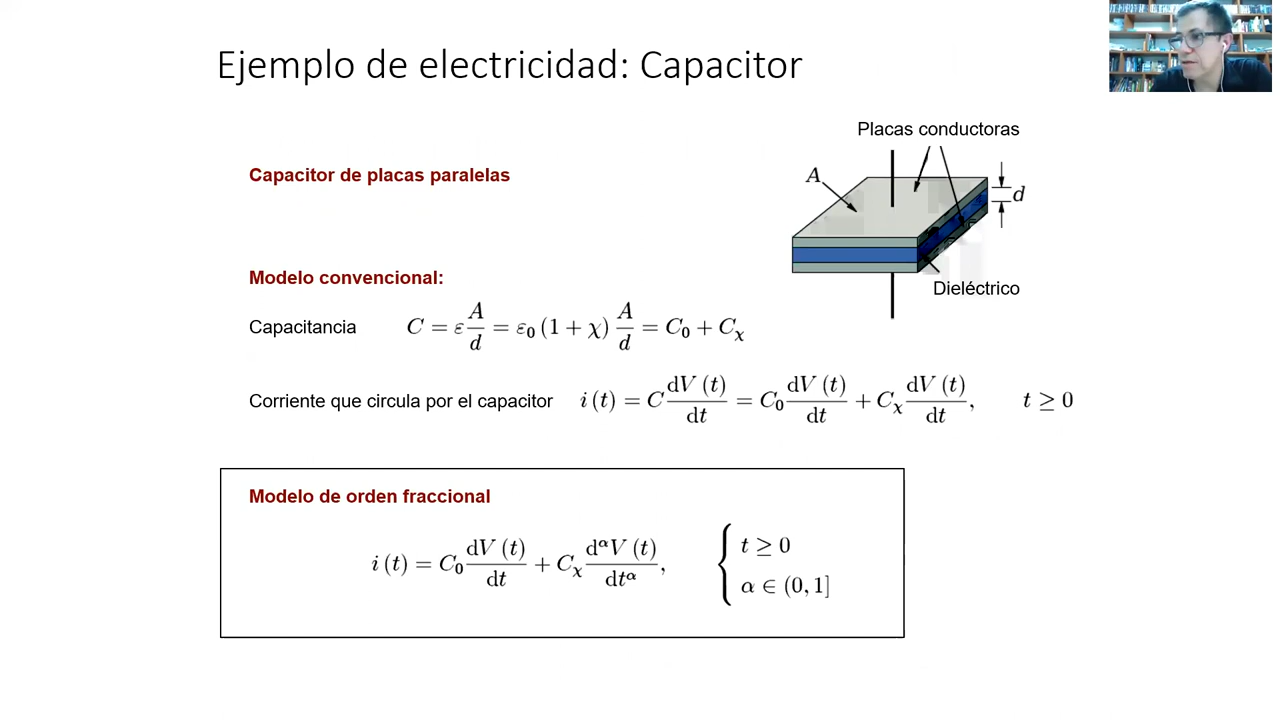 Ejemplo de electricidad: Capacitor
Placas conductoras
Capacitor de placas paralelas
A
d
Modelo convencional:
Dieléctrico
Capacitancia C = ε A/d = ε₀ (1 + χ) A/d = C₀ + Cᵪ
Corriente que circula por el capacitor i (t) = C dV (t)/dt = C₀ dV (t)/dt + Cᵪ dV (t)/dt, t ≥ 0
Modelo de orden fraccional
i (t) = C₀ dV (t)/dt + Cᵪ d^αV (t)/dt^α, { t ≥ 0
α ∈ (0, 1]